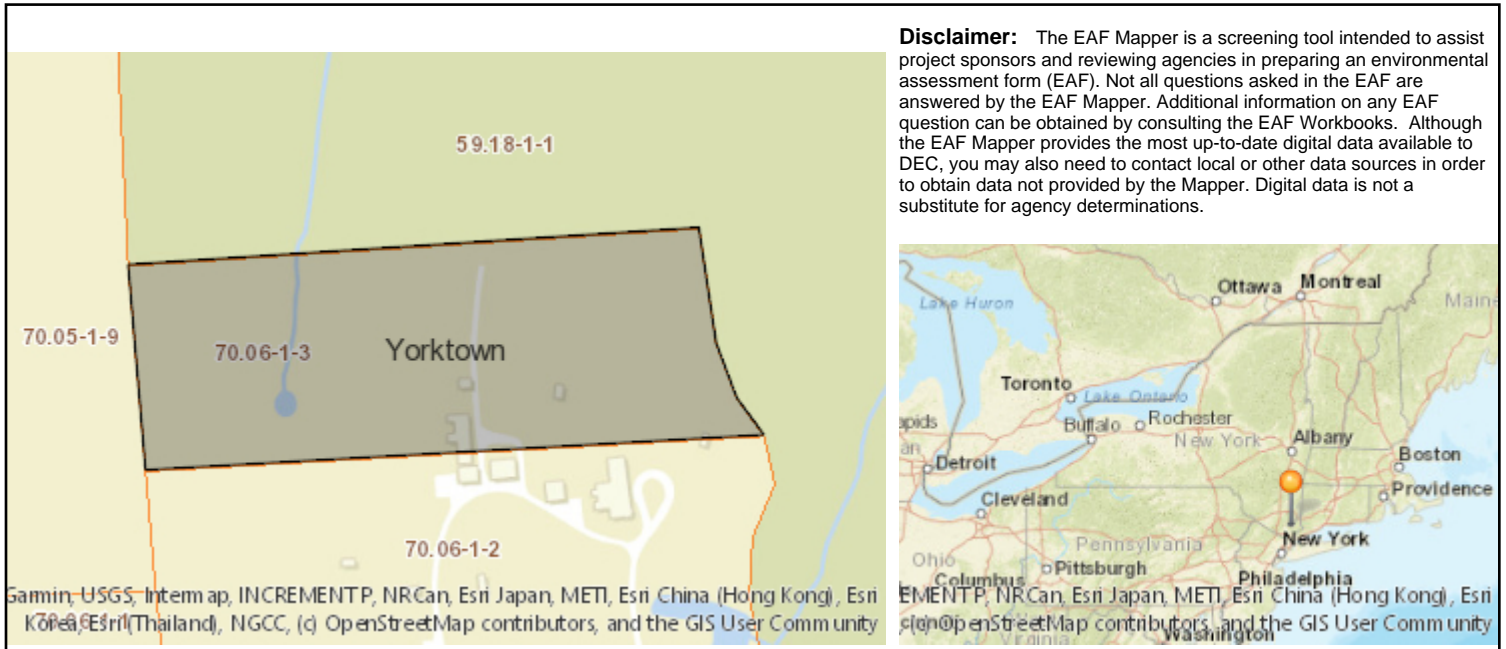 Disclaimer: The EAF Mapper is a screening tool intended to assist
project sponsors and reviewing agencies in preparing an environmental
assessment form (EAF). Not all questions asked in the EAF are
answered by the EAF Mapper. Additional information on any EAF
question can be obtained by consulting the EAF Workbooks. Although
the EAF Mapper provides the most up-to-date digital data available to
DEC, you may also need to contact local or other data sources in order
to obtain data not provided by the Mapper. Digital data is not a
substitute for agency determinations.
59.18-1-1
70.05-1-9
70.06-1-3
Yorktown
70.06-1-2
Garmin, USGS, Intermap, INCREMENTP, NRCan, Esri Japan, METI, Esri China (Hong Kong), Esri
Korea, Esri (Thailand), NGCC, (c) OpenStreetMap contributors, and the GIS User Community
Ottawa
Montreal
Lake Huron
Maine
Toronto
Lake Ontario
apids
Buffalo
Rochester
New York
Albany
an
Detroit
Boston
Providence
Cleveland
New York
Ohio
Pennsylvania
Columbus
Pittsburgh
Philadelphia
EMENTP, NRCan, Esri Japan, METI, Esri China (Hong Kong), Esri
(c) OpenStreetMap contributors, and the GIS User Community
Virginia
Washington